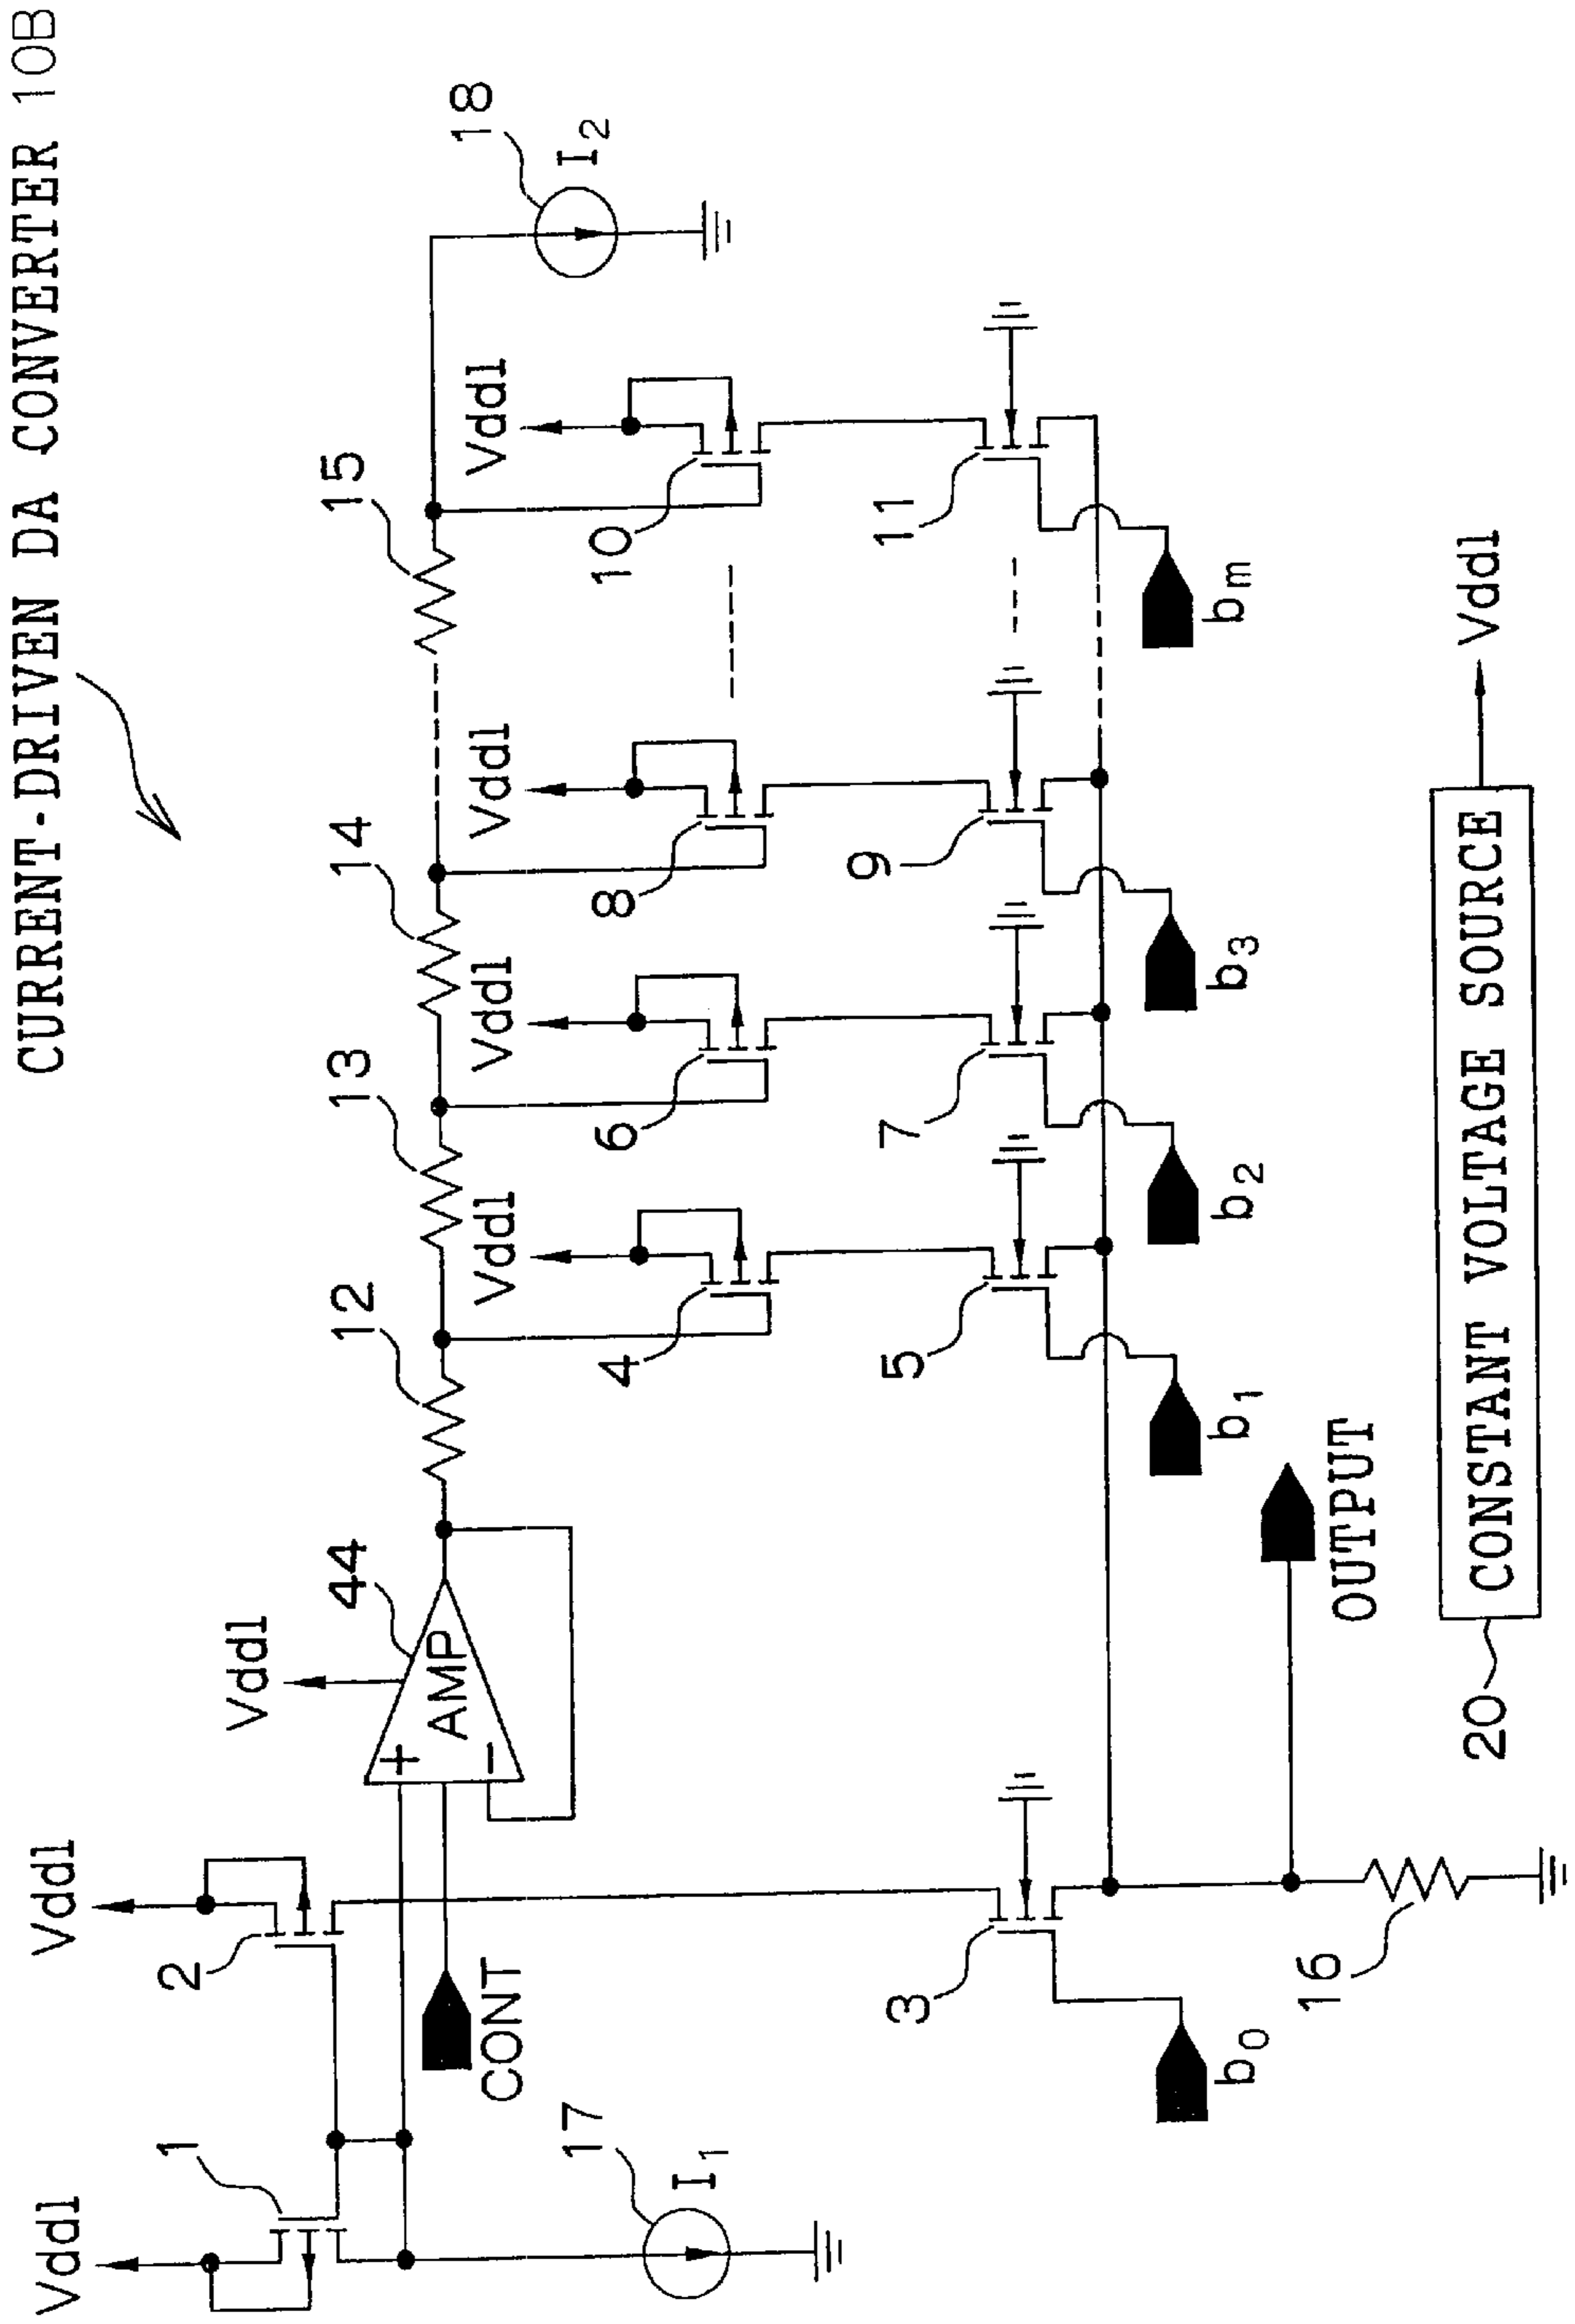 CURRENT-DRIVEN DA CONVERTER 10B
Vdd1
Vdd1
Vdd1
1
2
44
12
13
14
15
18
+
AMP
-
CONT
I2
Vdd1
Vdd1
Vdd1
Vdd1
17
I1
4
6
8
10
3
5
7
9
11
b0
b1
b2
b3
bm
16
OUTPUT
20
CONSTANT VOLTAGE SOURCE
Vdd1